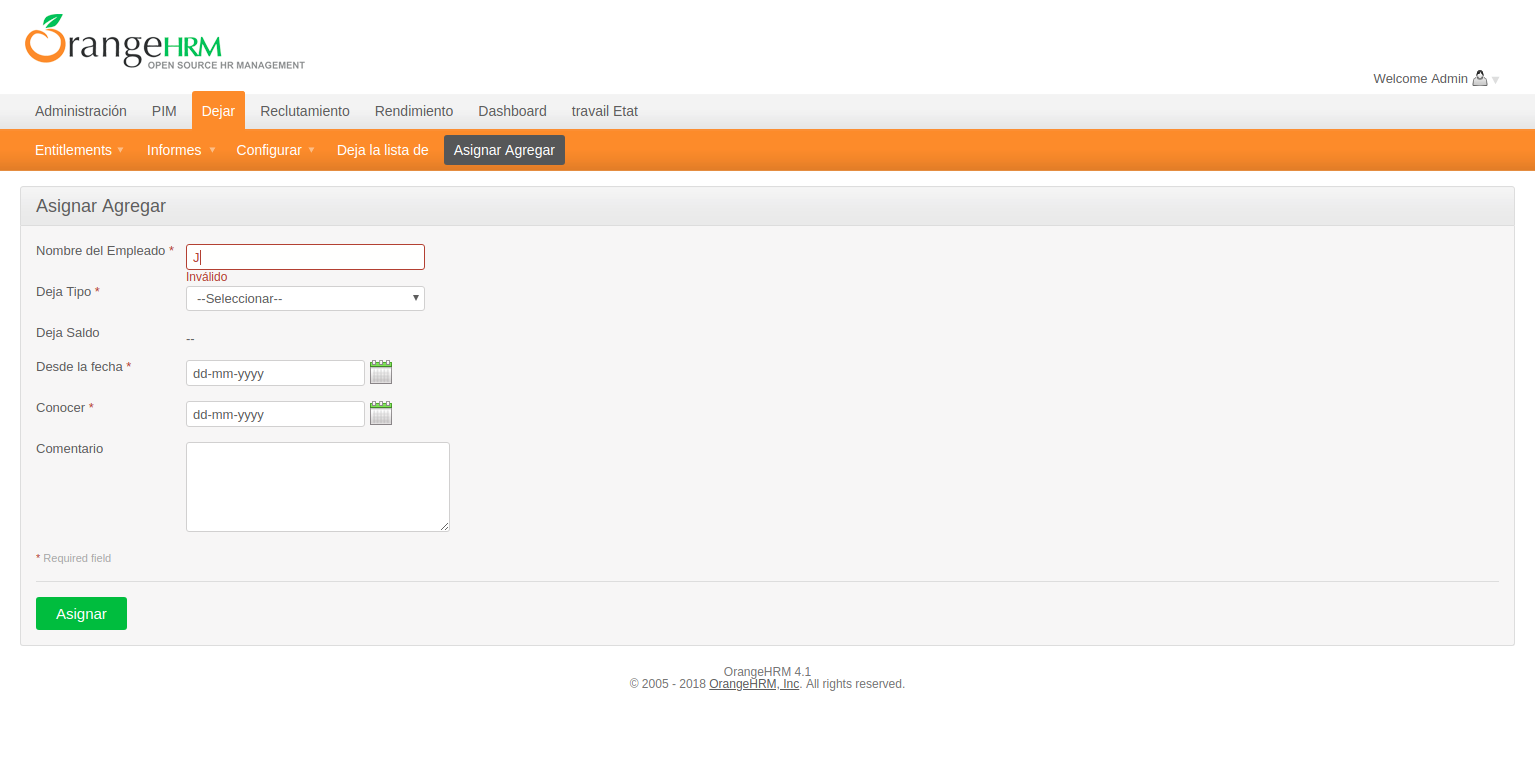 OrangeHRM
OPEN SOURCE HR MANAGEMENT
Welcome Admin
Administración PIM Dejar Reclutamiento Rendimiento Dashboard travail Etat
Entitlements Informes Configurar Deja la lista de Asignar Agregar
Asignar Agregar
Nombre del Empleado * J
Inválido
Deja Tipo * --Seleccionar--
Deja Saldo --
Desde la fecha * dd-mm-yyyy
Conocer * dd-mm-yyyy
Comentario
* Required field
Asignar
OrangeHRM 4.1
© 2005 - 2018 OrangeHRM, Inc. All rights reserved.